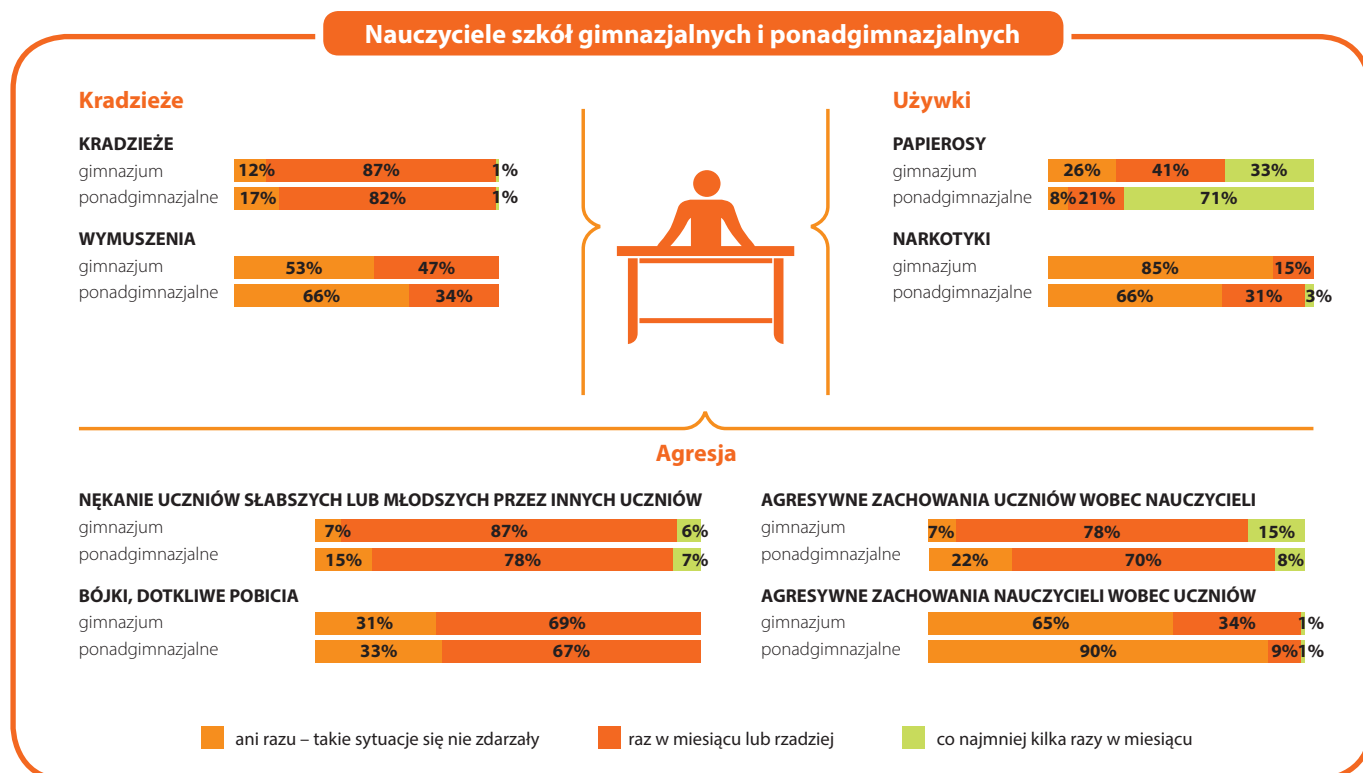 Nauczyciele szkół gimnazjalnych i ponadgimnazjalnych
Kradzieże
KRADZIEŻE
gimnazjum 12% 87% 1%
ponadgimnazjalne 17% 82% 1%
WYMUSZENIA
gimnazjum 53% 47%
ponadgimnazjalne 66% 34%
Używki
PAPIEROSY
gimnazjum 26% 41% 33%
ponadgimnazjalne 8% 21% 71%
NARKOTYKI
gimnazjum 85% 15%
ponadgimnazjalne 66% 31% 3%
Agresja
NĘKANIE UCZNIÓW SŁABSZYCH LUB MŁODSZYCH PRZEZ INNYCH UCZNIÓW
gimnazjum 7% 87% 6%
ponadgimnazjalne 15% 78% 7%
BÓJKI, DOTKLIWE POBICIA
gimnazjum 31% 69%
ponadgimnazjalne 33% 67%
AGRESYWNE ZACHOWANIA UCZNIÓW WOBEC NAUCZYCIELI
gimnazjum 7% 78% 15%
ponadgimnazjalne 22% 70% 8%
AGRESYWNE ZACHOWANIA NAUCZYCIELI WOBEC UCZNIÓW
gimnazjum 65% 34% 1%
ponadgimnazjalne 90% 9% 1%
ani razu – takie sytuacje się nie zdarzały
raz w miesiącu lub rzadziej
co najmniej kilka razy w miesiącu